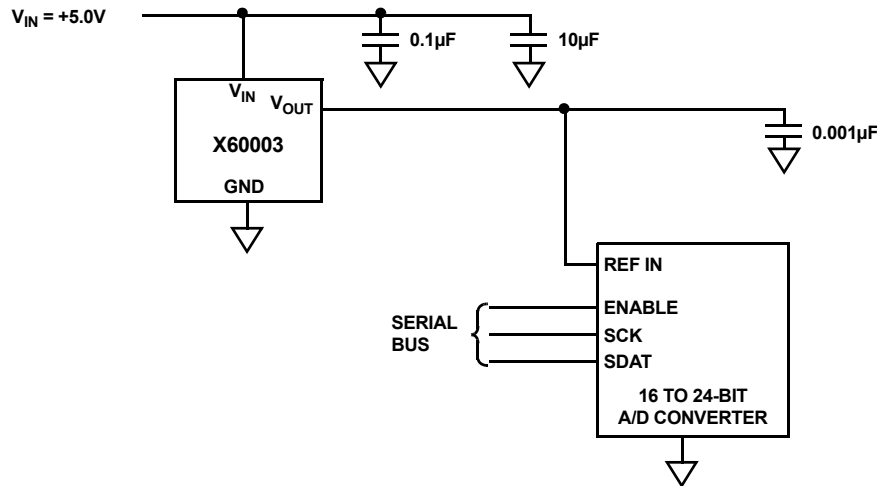 V_IN = +5.0V
0.1µF
10µF
V_IN
V_OUT
X60003
GND
0.001µF
REF IN
ENABLE
SCK
SDAT
SERIAL
BUS
16 TO 24-BIT
A/D CONVERTER